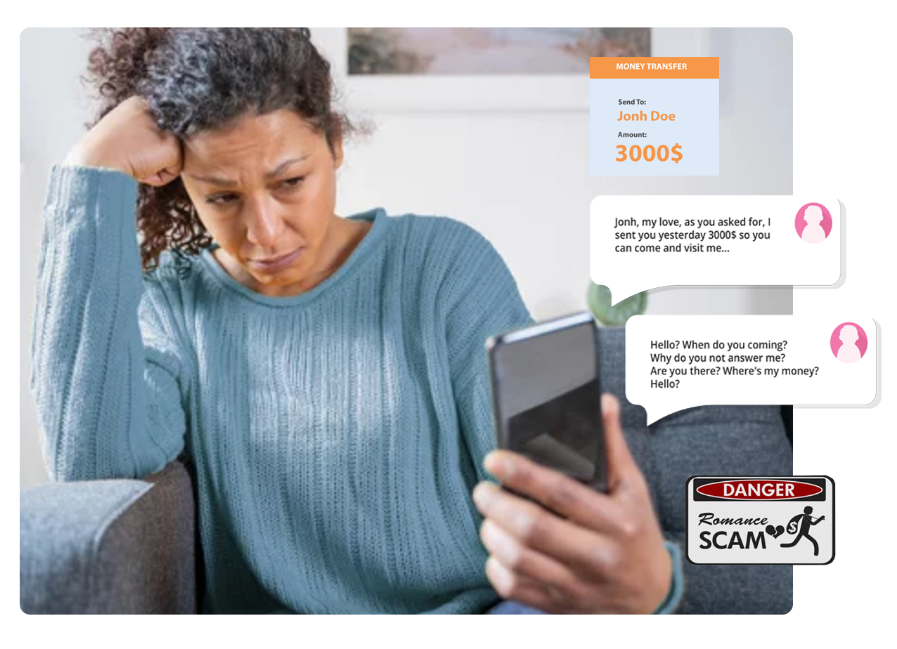 MONEY TRANSFER
Send To:
Jonh Doe
Amount:
3000$
Jonh, my love, as you asked for, I
sent you yesterday 3000$ so you
can come and visit me...
Hello? When do you coming?
Why do you not answer me?
Are you there? Where's my money?
Hello?
DANGER
Romance
SCAM
$